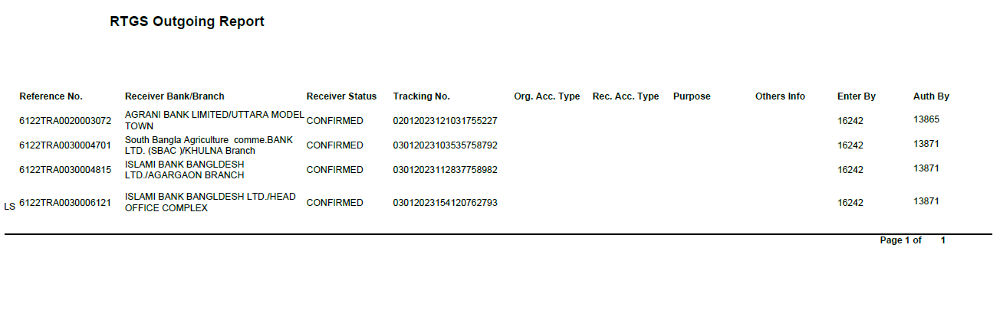 RTGS Outgoing Report
Reference No. Receiver Bank/Branch Receiver Status Tracking No. Org. Acc. Type Rec. Acc. Type Purpose Others Info Enter By Auth By
6122TRA0020003072 AGRANI BANK LIMITED/UTTARA MODEL CONFIRMED 02012023121031755227 16242 13865
TOWN
6122TRA0030004701 South Bangla Agriculture comme.BANK CONFIRMED 03012023103535758792 16242 13871
LTD. (SBAC )/KHULNA Branch
6122TRA0030004815 ISLAMI BANK BANGLDESH CONFIRMED 03012023112837758982 16242 13871
LTD./AGARGAON BRANCH
LS 6122TRA0030006121 ISLAMI BANK BANGLDESH LTD./HEAD CONFIRMED 03012023154120762793 16242 13871
OFFICE COMPLEX
Page 1 of 1